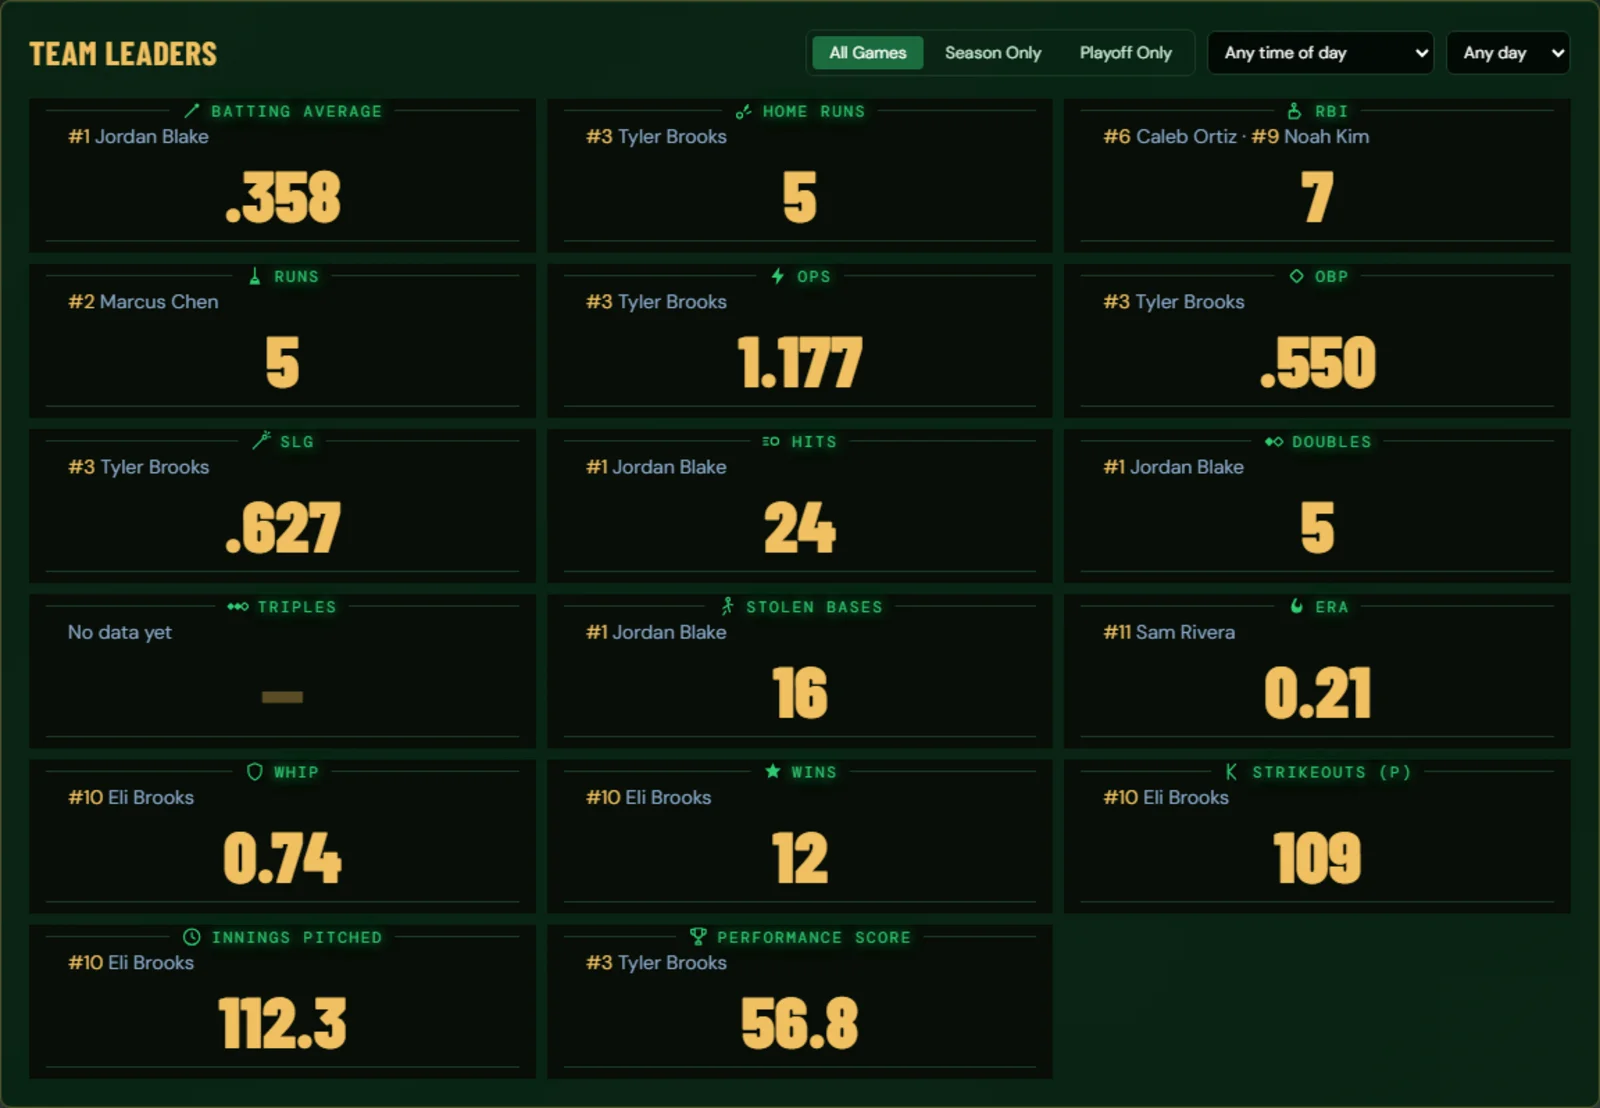 TEAM LEADERS
All Games
Season Only
Playoff Only
Any time of day
Any day
BATTING AVERAGE
#1 Jordan Blake
.358
HOME RUNS
#3 Tyler Brooks
5
RBI
#6 Caleb Ortiz · #9 Noah Kim
7
RUNS
#2 Marcus Chen
5
OPS
#3 Tyler Brooks
1.177
OBP
#3 Tyler Brooks
.550
SLG
#3 Tyler Brooks
.627
HITS
#1 Jordan Blake
24
DOUBLES
#1 Jordan Blake
5
TRIPLES
No data yet
—
STOLEN BASES
#1 Jordan Blake
16
ERA
#11 Sam Rivera
0.21
WHIP
#10 Eli Brooks
0.74
WINS
#10 Eli Brooks
12
K STRIKEOUTS (P)
#10 Eli Brooks
109
INNINGS PITCHED
#10 Eli Brooks
112.3
PERFORMANCE SCORE
#3 Tyler Brooks
56.8